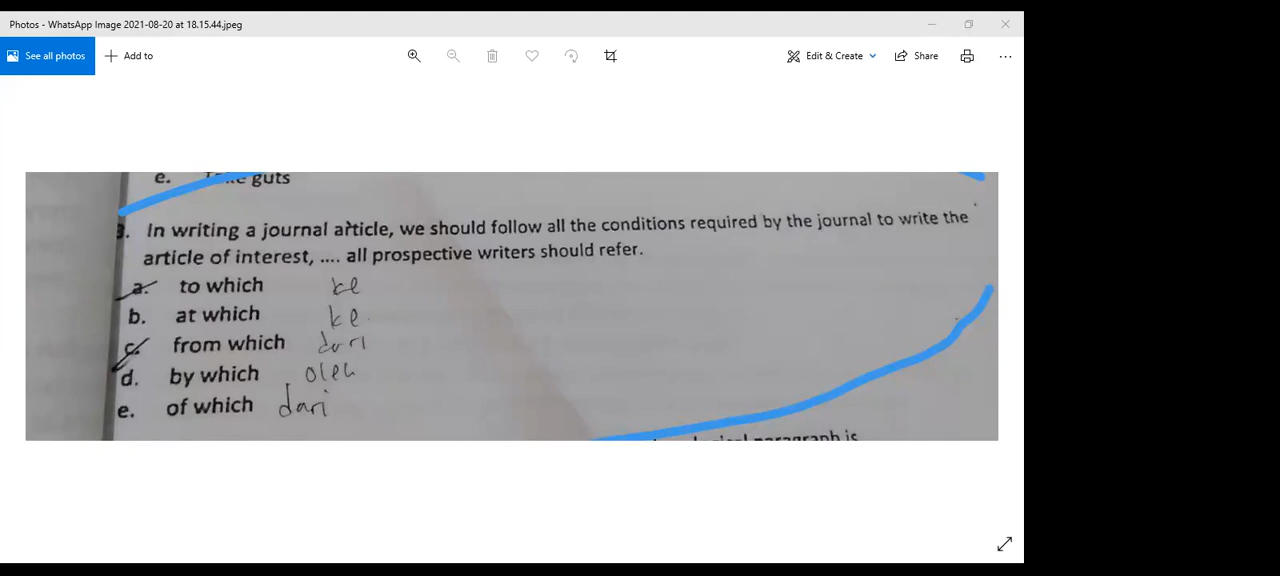 Photos - WhatsApp Image 2021-08-20 at 18.15.44.jpeg
See all photos
Add to
Edit & Create
Share
e. guts
3. In writing a journal article, we should follow all the conditions required by the journal to write the
article of interest, .... all prospective writers should refer.
a. to which ke
b. at which ke
c. from which dari
d. by which oleh
e. of which dari
paragraph is